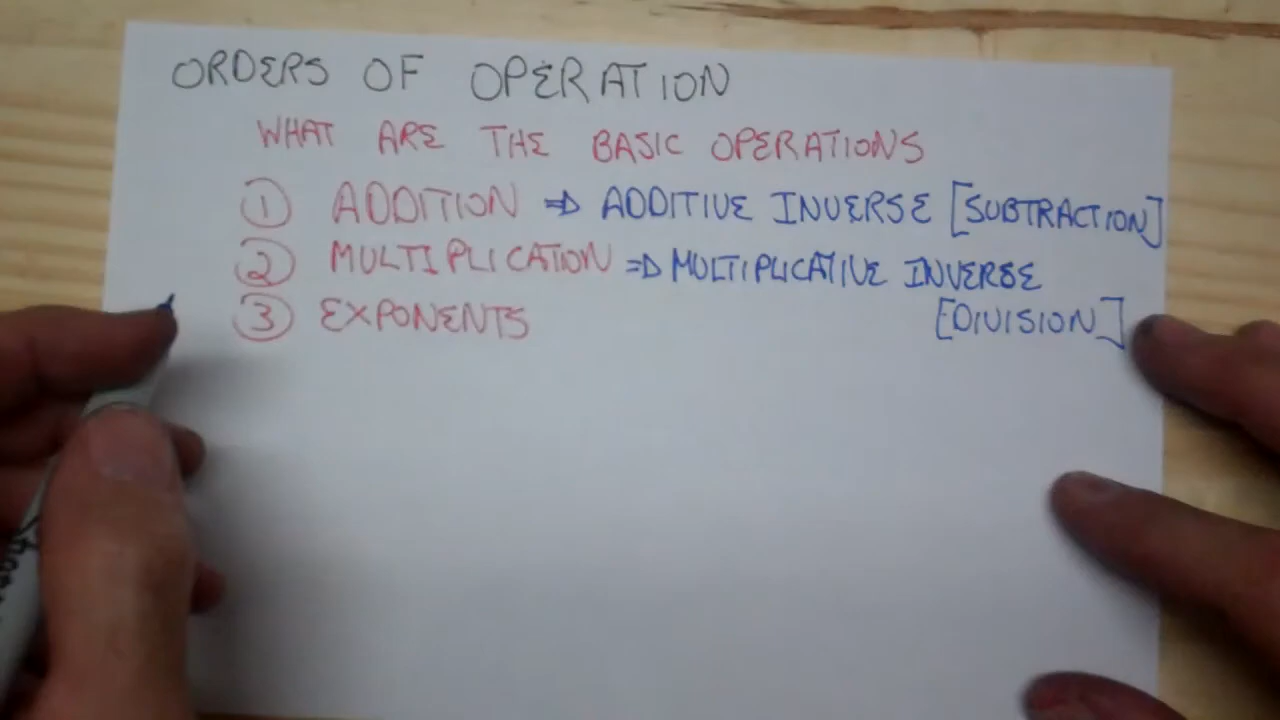 ORDERS OF OPERATION
WHAT ARE THE BASIC OPERATIONS
① ADDITION ⇒ ADDITIVE INVERSE [SUBTRACTION]
② MULTIPLICATION ⇒ MULTIPLICATIVE INVERSE
[DIVISION]
③ EXPONENTS